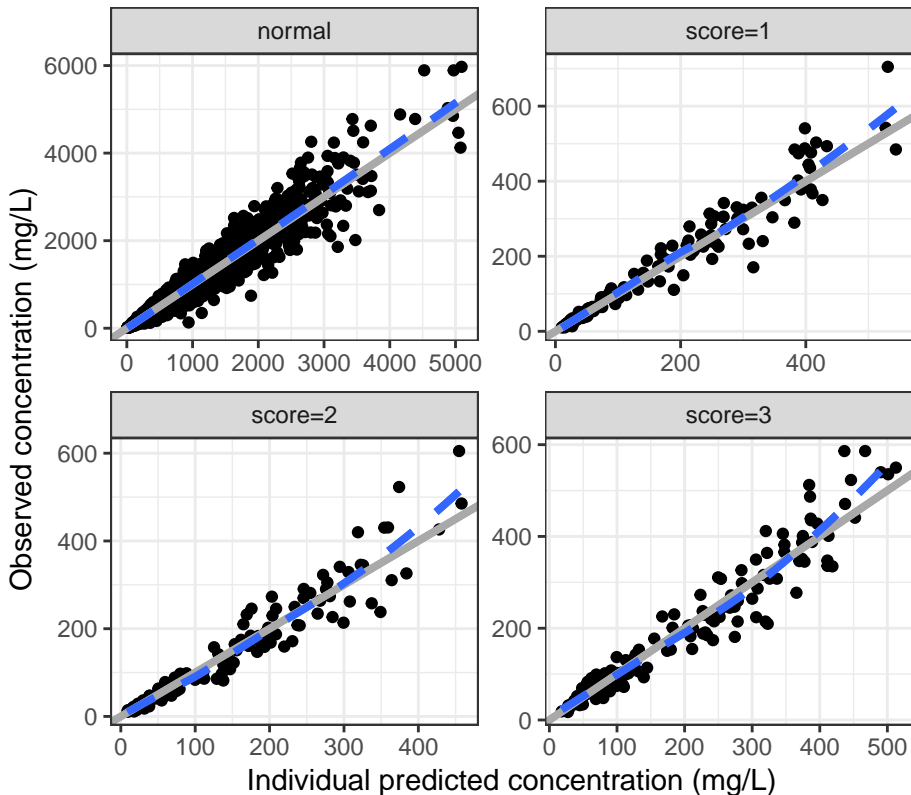 normal
score=1
6000
4000
2000
0
600
400
200
0
0 1000 2000 3000 4000 5000
0 200 400
score=2
score=3
600
400
200
0
600
400
200
0
0 100 200 300 400
0 100 200 300 400 500
Observed concentration (mg/L)
Individual predicted concentration (mg/L)